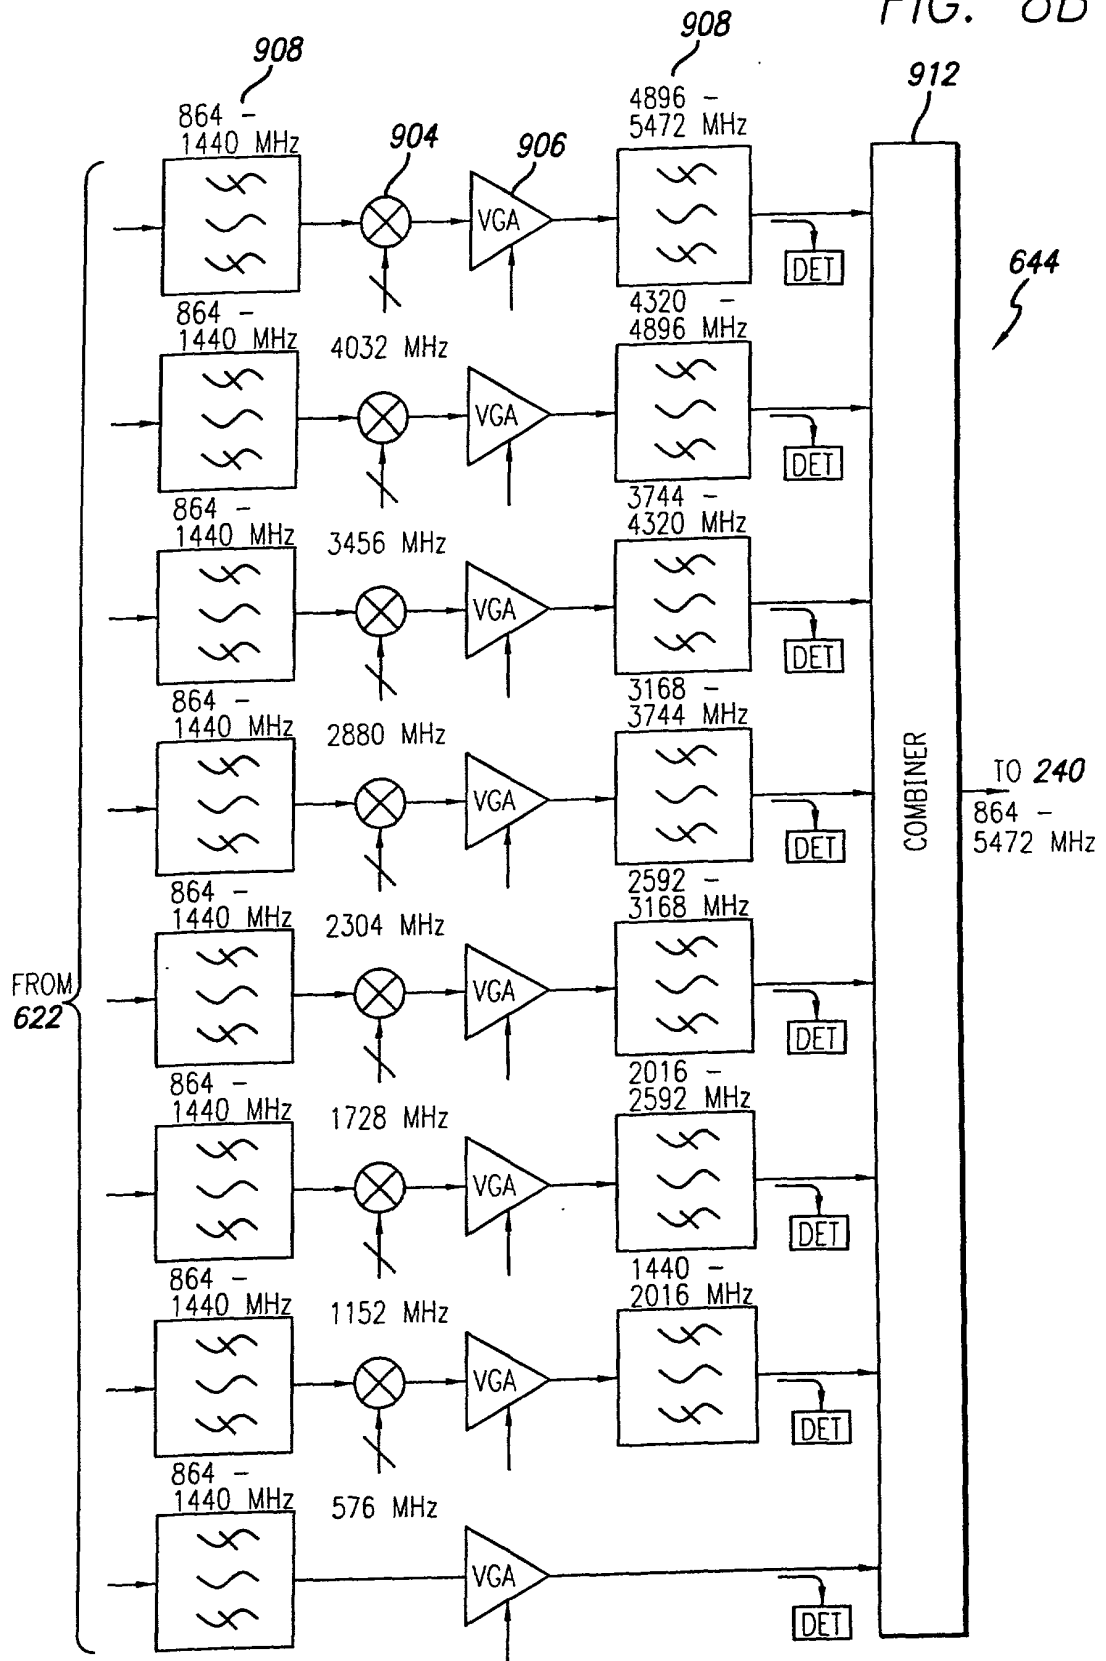 FIG. 8B
908
908
912
864 -
1440 MHz
904
906
4896 -
5472 MHz
VGA
DET
644
864 -
1440 MHz
4032 MHz
4320 -
4896 MHz
VGA
DET
864 -
1440 MHz
3456 MHz
3744 -
4320 MHz
VGA
DET
864 -
1440 MHz
2880 MHz
3168 -
3744 MHz
VGA
DET
COMBINER
TO 240
864 -
5472 MHz
864 -
1440 MHz
2304 MHz
2592 -
3168 MHz
FROM
622
VGA
DET
864 -
1440 MHz
1728 MHz
2016 -
2592 MHz
VGA
DET
864 -
1440 MHz
1152 MHz
1440 -
2016 MHz
VGA
DET
864 -
1440 MHz
576 MHz
VGA
DET